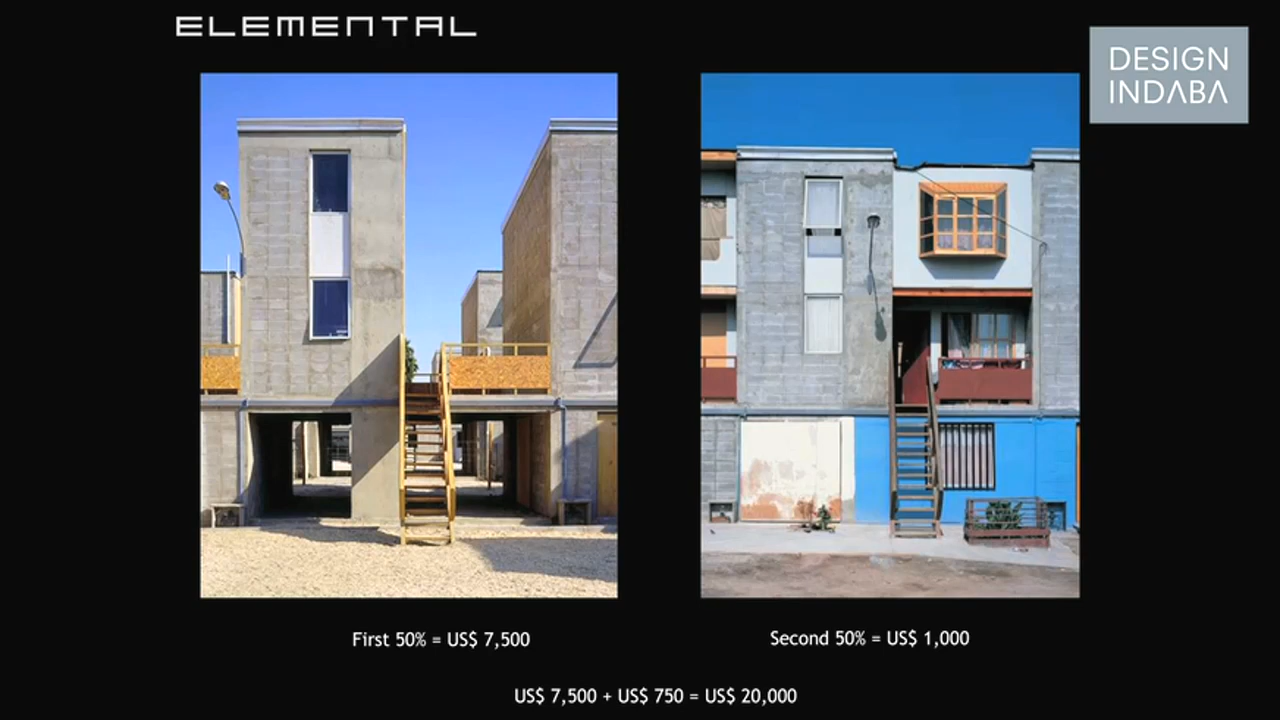 ELEMENTAL
DESIGN
INDABA
First 50% = US$ 7,500
Second 50% = US$ 1,000
US$ 7,500 + US$ 750 = US$ 20,000